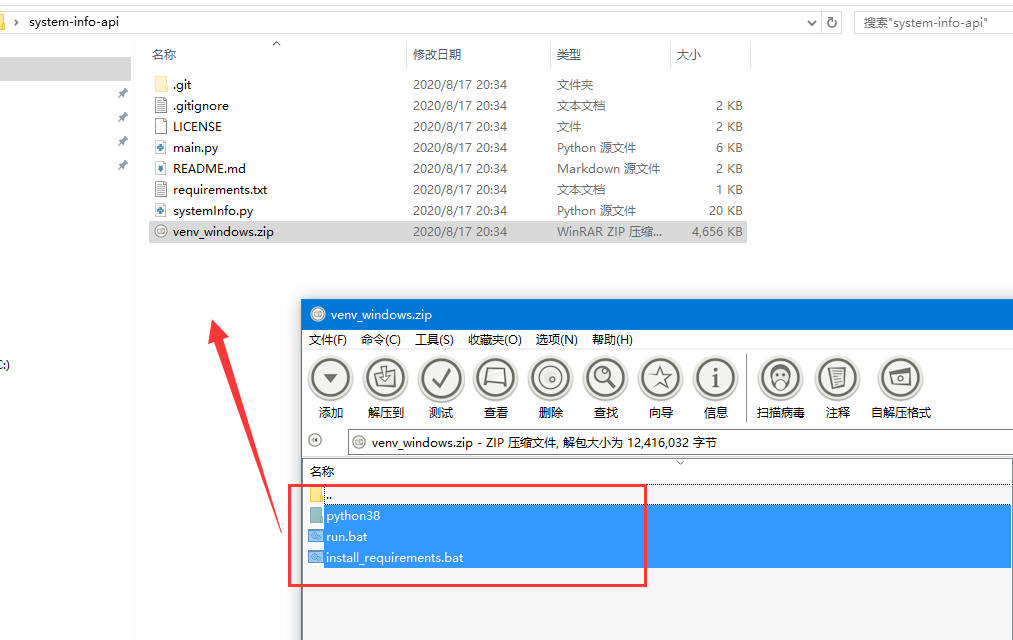 system-info-api
搜索"system-info-api"
名称 修改日期 类型 大小
.git 2020/8/17 20:34 文件夹
.gitignore 2020/8/17 20:34 文本文档 2 KB
LICENSE 2020/8/17 20:34 文件 2 KB
main.py 2020/8/17 20:34 Python 源文件 6 KB
README.md 2020/8/17 20:34 Markdown 源文件 2 KB
requirements.txt 2020/8/17 20:34 文本文档 1 KB
systemInfo.py 2020/8/17 20:34 Python 源文件 20 KB
venv_windows.zip 2020/8/17 20:34 WinRAR ZIP 压缩... 4,656 KB
:)
venv_windows.zip
文件(F) 命令(C) 工具(S) 收藏夹(O) 选项(N) 帮助(H)
添加 解压到 测试 查看 删除 查找 向导 信息 扫描病毒 注释 自解压格式
venv_windows.zip - ZIP 压缩文件, 解包大小为 12,416,032 字节
名称
..
python38
run.bat
install_requirements.bat